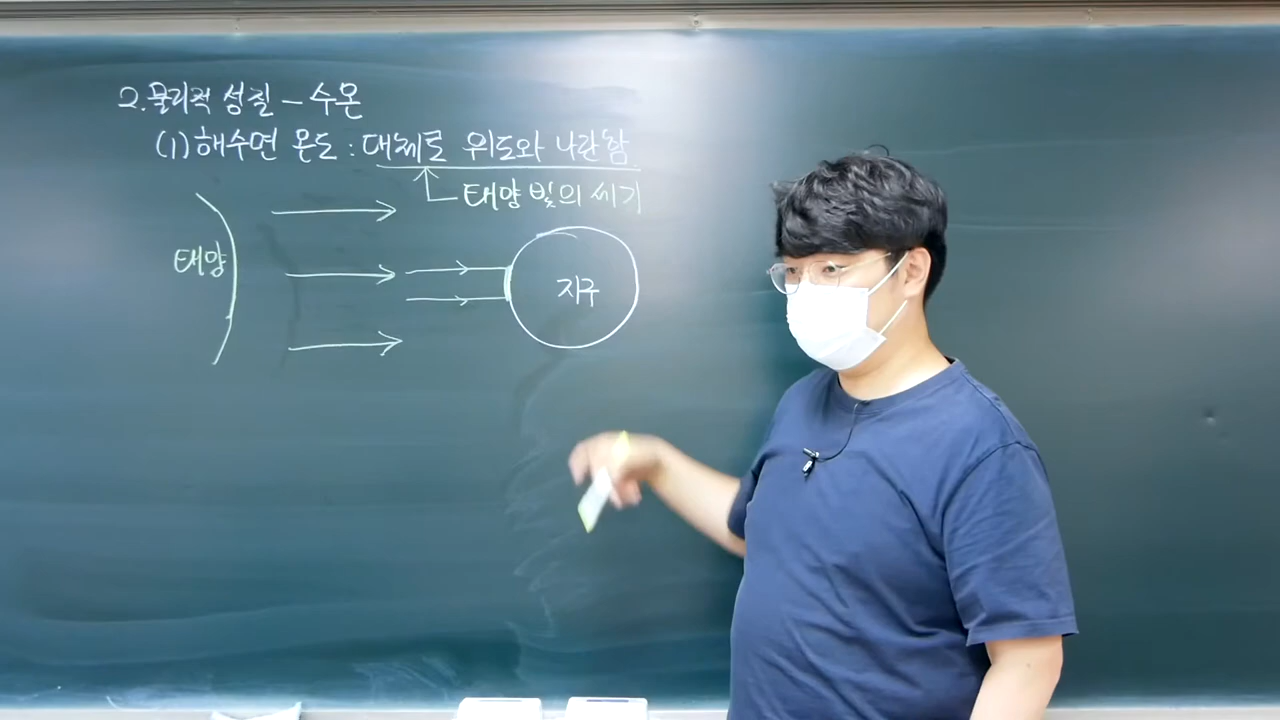 2. 물리적 성질 - 수온
(1) 해수면 온도 : 대체로 위도와 나란함.
태양 빛의 세기
태양
지구